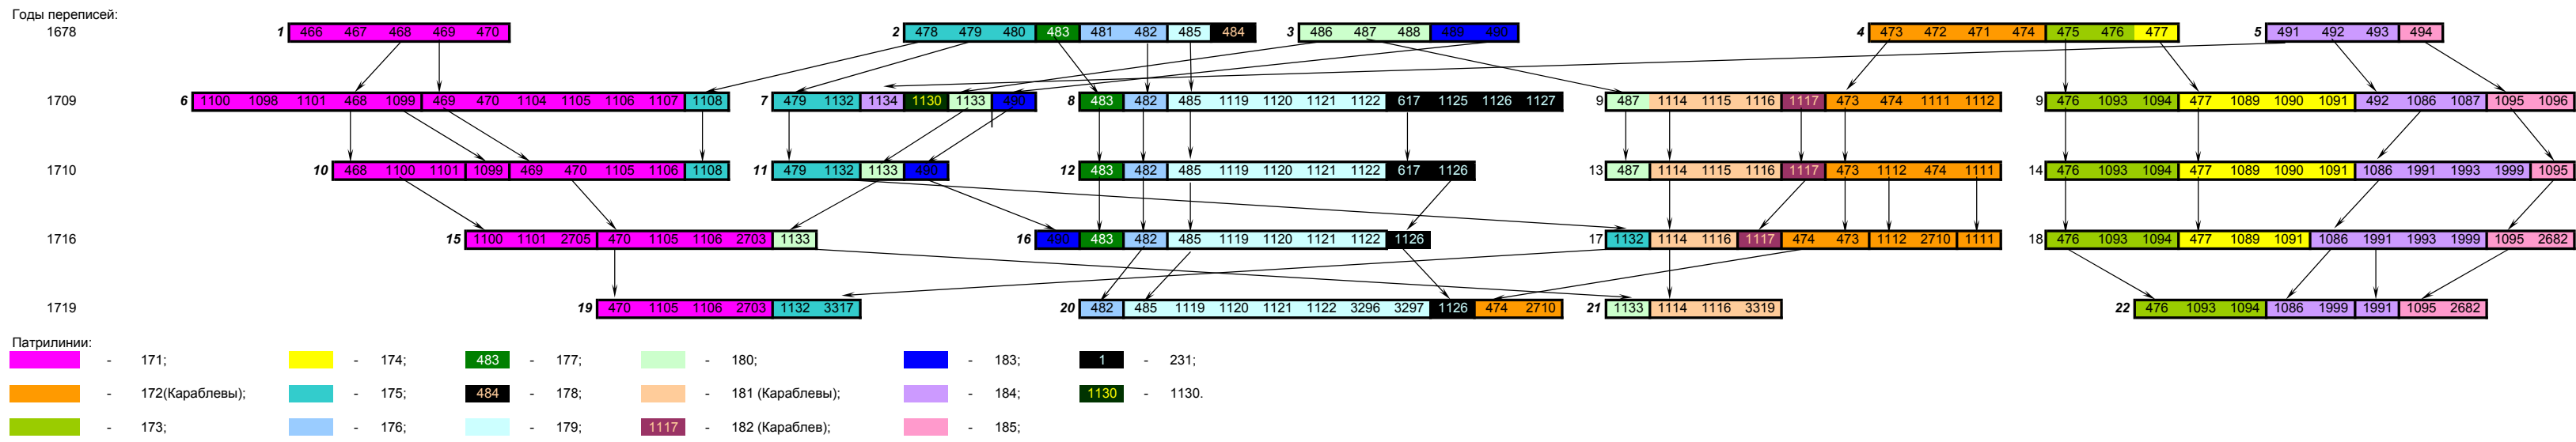 Годы переписей:
1678 1 466 467 468 469 470 2 478 479 480 483 481 482 485 484 3 486 487 488 489 490 4 473 472 471 474 475 476 477 5 491 492 493 494
1709 6 1100 1098 1101 468 1099 469 470 1104 1105 1106 1107 1108 7 479 1132 1134 1130 1133 490 8 483 482 485 1119 1120 1121 1122 617 1125 1126 1127 9 487 1114 1115 1116 1117 473 474 1111 1112 9 476 1093 1094 477 1089 1090 1091 492 1086 1087 1095 1096
1710 10 468 1100 1101 1099 469 470 1105 1106 1108 11 479 1132 1133 490 12 483 482 485 1119 1120 1121 1122 617 1126 13 487 1114 1115 1116 1117 473 1112 474 1111 14 476 1093 1094 477 1089 1090 1091 1086 1991 1993 1999 1095
1716 15 1100 1101 2705 470 1105 1106 2703 1133 16 490 483 482 485 1119 1120 1121 1122 1126 17 1132 1114 1116 1117 474 473 1112 2710 1111 18 476 1093 1094 477 1089 1091 1086 1991 1993 1999 1095 2682
1719 19 470 1105 1106 2703 1132 3317 20 482 485 1119 1120 1121 1122 3296 3297 1126 474 2710 21 1133 1114 1116 3319 22 476 1093 1094 1086 1999 1991 1095 2682
Патрилинии:
- 171; - 174; 483 - 177; - 180; - 183; 1 - 231;
- 172(Караблевы); - 175; 484 - 178; - 181 (Караблевы); - 184; 1130 - 1130.
- 173; - 176; - 179; 1117 - 182 (Караблев); - 185;